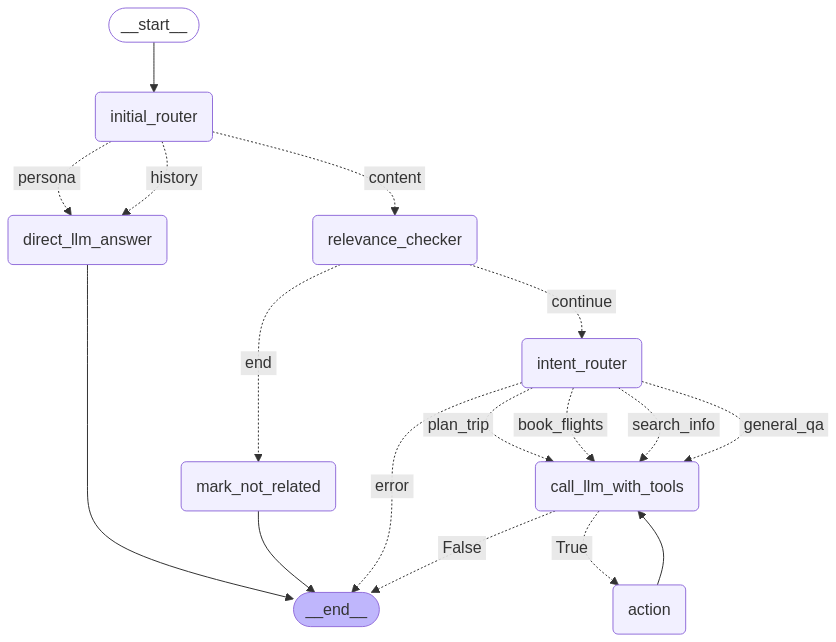 __start__
initial_router
persona
history
content
direct_llm_answer
relevance_checker
continue
end
intent_router
plan_trip
book_flights
search_info
general_qa
error
mark_not_related
call_llm_with_tools
False
True
__end__
action